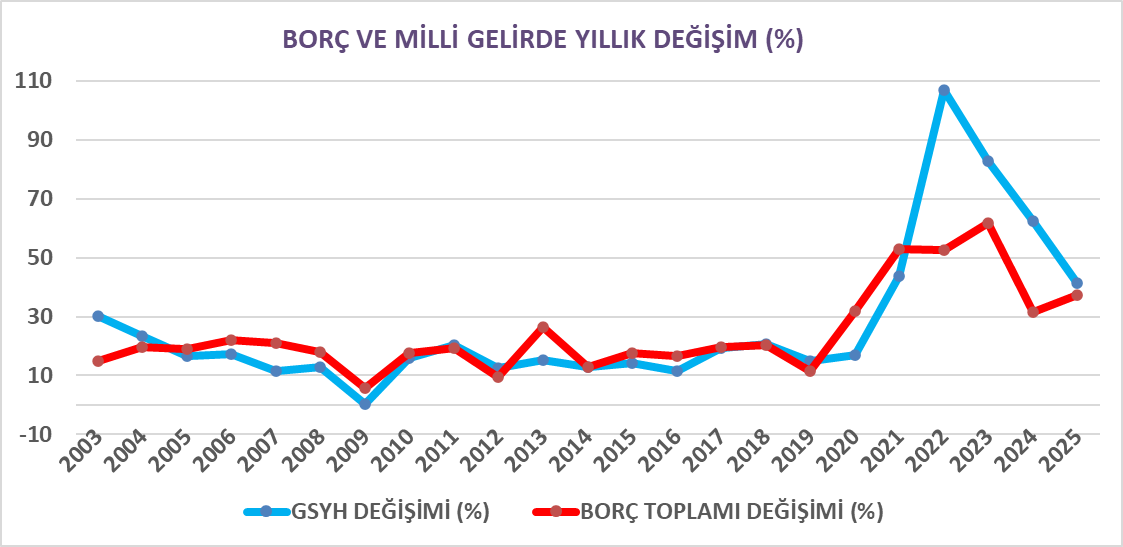 BORÇ VE MİLLİ GELİRDE YILLIK DEĞİŞİM (%)
110
90
70
50
30
10
-10
2003 2004 2005 2006 2007 2008 2009 2010 2011 2012 2013 2014 2015 2016 2017 2018 2019 2020 2021 2022 2023 2024 2025
GSYH DEĞİŞİMİ (%) BORÇ TOPLAMI DEĞİŞİMİ (%)